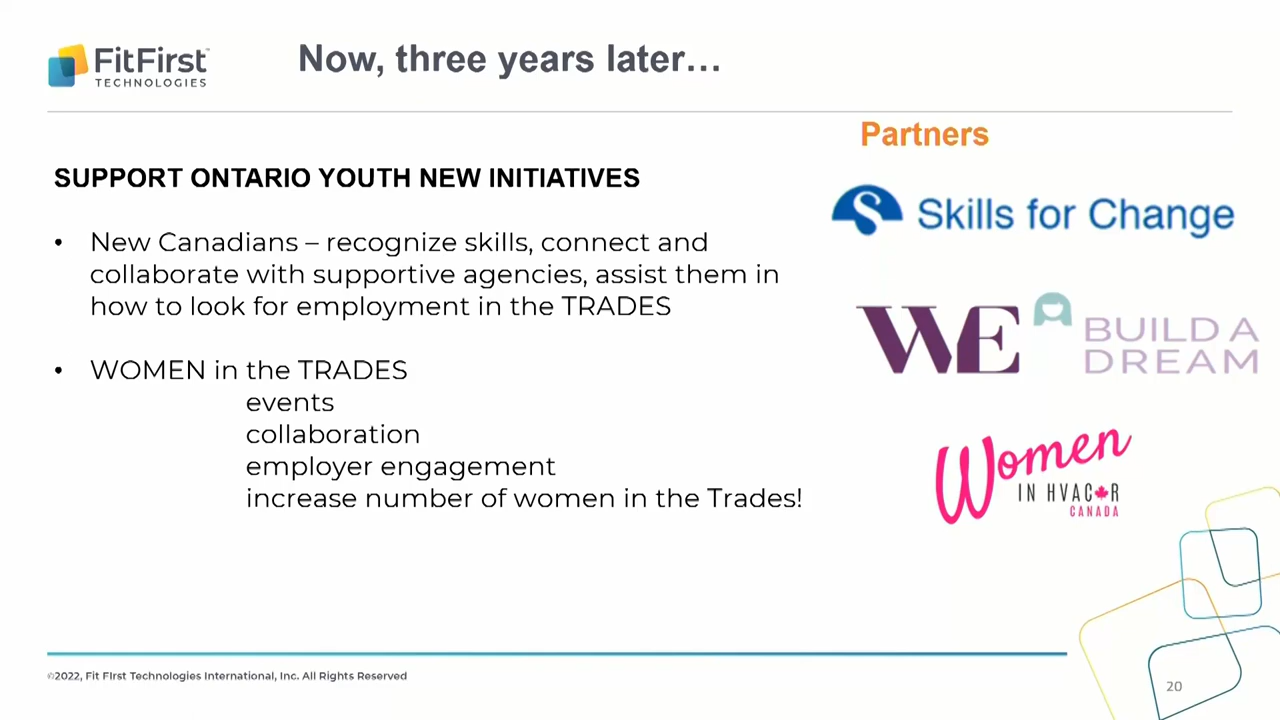 FitFirst™
TECHNOLOGIES
Now, three years later…
Partners
SUPPORT ONTARIO YOUTH NEW INITIATIVES
• New Canadians – recognize skills, connect and
collaborate with supportive agencies, assist them in
how to look for employment in the TRADES
• WOMEN in the TRADES
events
collaboration
employer engagement
increase number of women in the Trades!
S Skills for Change
WE BUILD A
DREAM
Women
IN HVAC R
CANADA
©2022, Fit FIrst Technologies International, Inc. All Rights Reserved
20